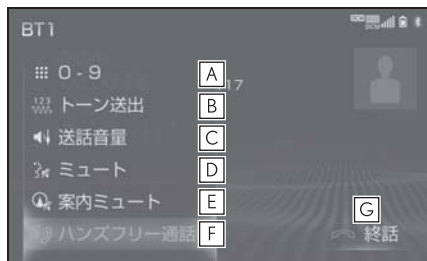 BT1
0 - 9 A
17
トーン送出 B
送話音量 C
ミュート D
案内ミュート E
ハンズフリー通話 F
G
終話